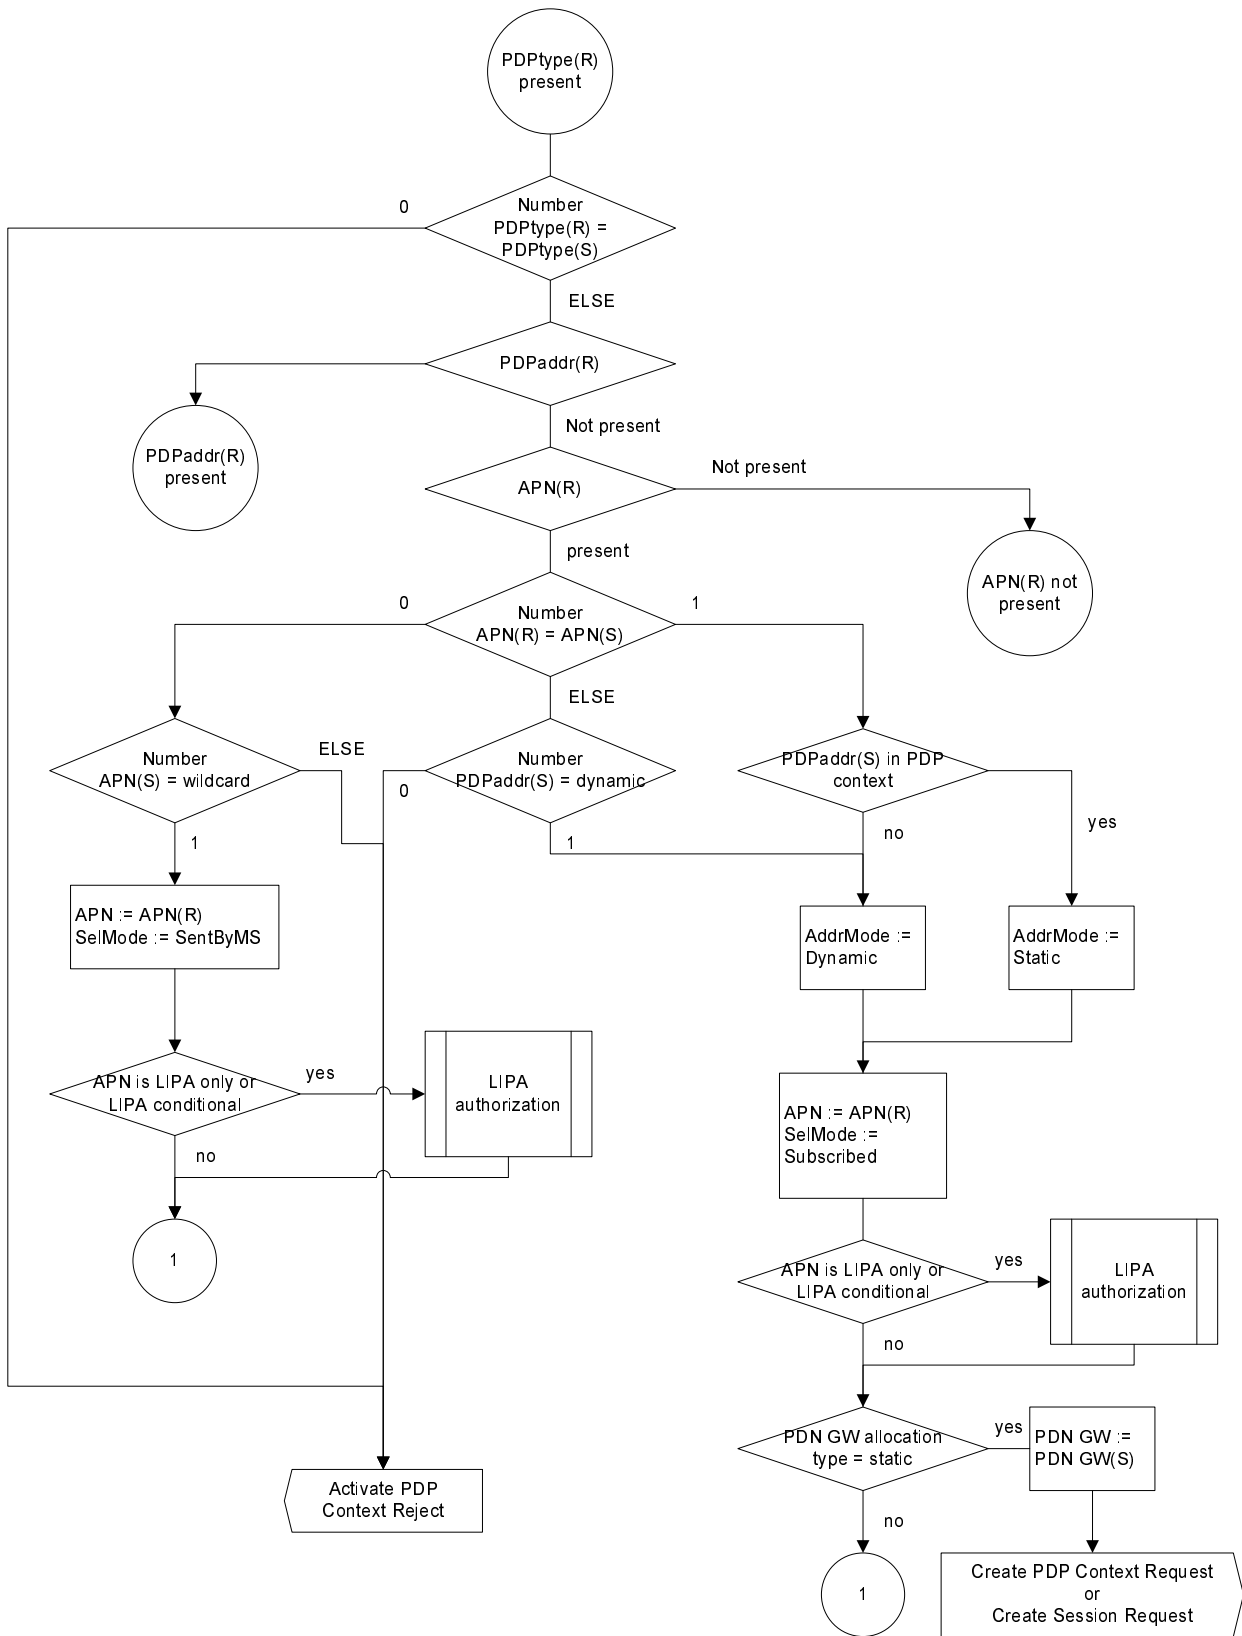 PDPtype(R)
present
0
Number
PDPtype(R) =
PDPtype(S)
ELSE
PDPaddr(R)
Not present
PDPaddr(R)
present
Not present
APN(R)
present
APN(R) not
present
0
Number
APN(R) = APN(S)
1
ELSE
Number
APN(S) = wildcard
ELSE
Number
PDPaddr(S) = dynamic
0
PDPaddr(S) in PDP
context
1
1
no
yes
APN := APN(R)
SelMode := SentByMS
AddrMode :=
Dynamic
AddrMode :=
Static
APN is LIPA only or
LIPA conditional
yes
LIPA
authorization
no
APN := APN(R)
SelMode :=
Subscribed
1
APN is LIPA only or
LIPA conditional
yes
LIPA
authorization
no
PDN GW allocation
type = static
yes
PDN GW :=
PDN GW(S)
Activate PDP
Context Reject
no
1
Create PDP Context Request
or
Create Session Request